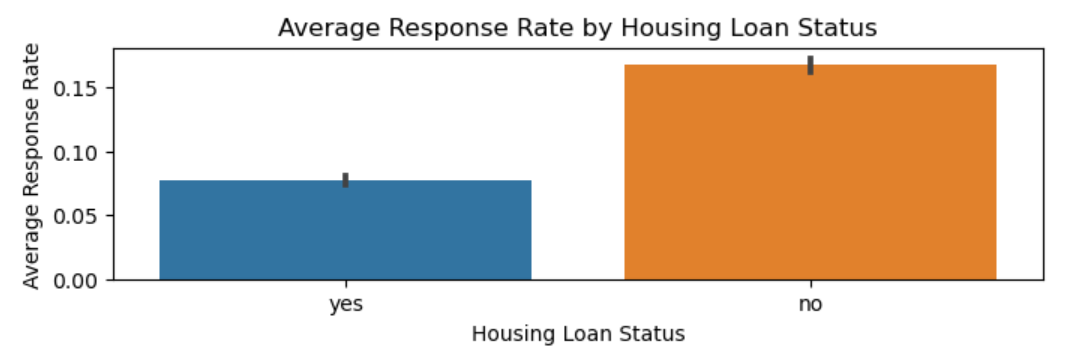 Average Response Rate by Housing Loan Status
Average Response Rate
0.15
0.10
0.05
0.00
yes
no
Housing Loan Status